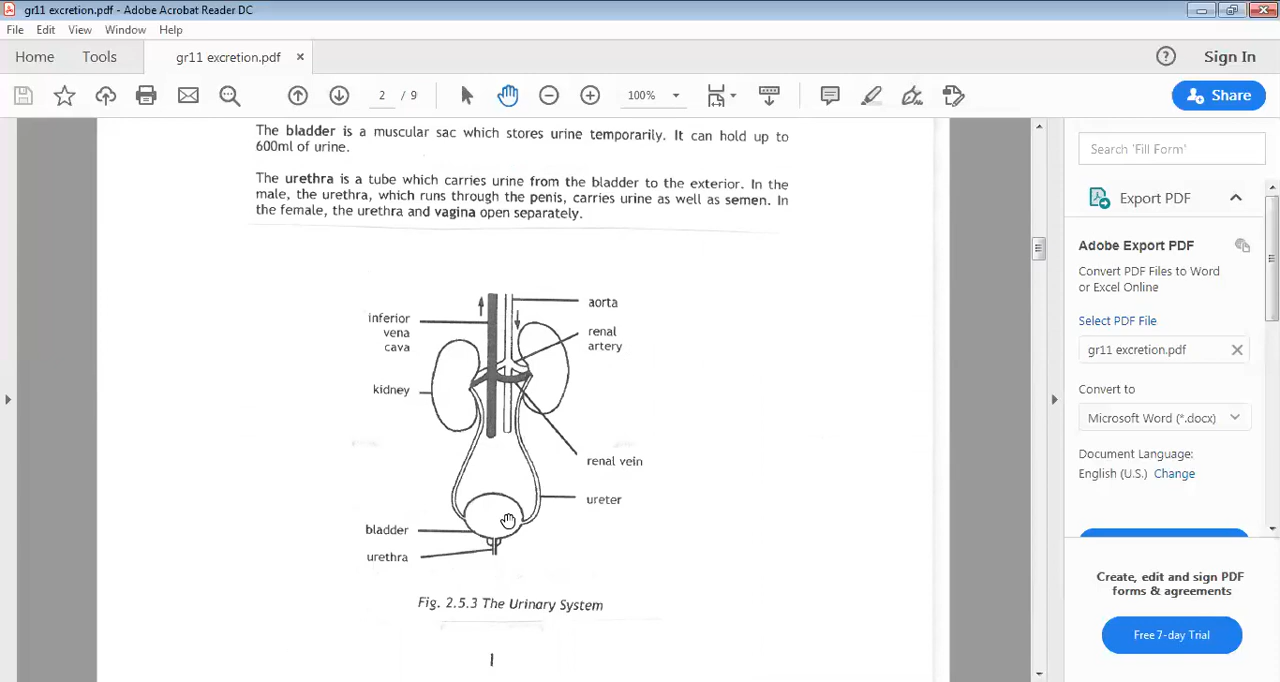 gr11 excretion.pdf - Adobe Acrobat Reader DC
File Edit View Window Help
Home Tools gr11 excretion.pdf × Sign In
2 / 9 100% Share
The bladder is a muscular sac which stores urine temporarily. It can hold up to
600ml of urine.
The urethra is a tube which carries urine from the bladder to the exterior. In the
male, the urethra, which runs through the penis, carries urine as well as semen. In
the female, the urethra and vagina open separately.
inferior
vena
cava
kidney
bladder
urethra
aorta
renal
artery
renal vein
ureter
Fig. 2.5.3 The Urinary System
Search 'Fill Form'
Export PDF
Adobe Export PDF
Convert PDF Files to Word
or Excel Online
Select PDF File
gr11 excretion.pdf
Convert to
Microsoft Word (*.docx)
Document Language:
English (U.S.) Change
Create, edit and sign PDF
forms & agreements
Free 7-day Trial